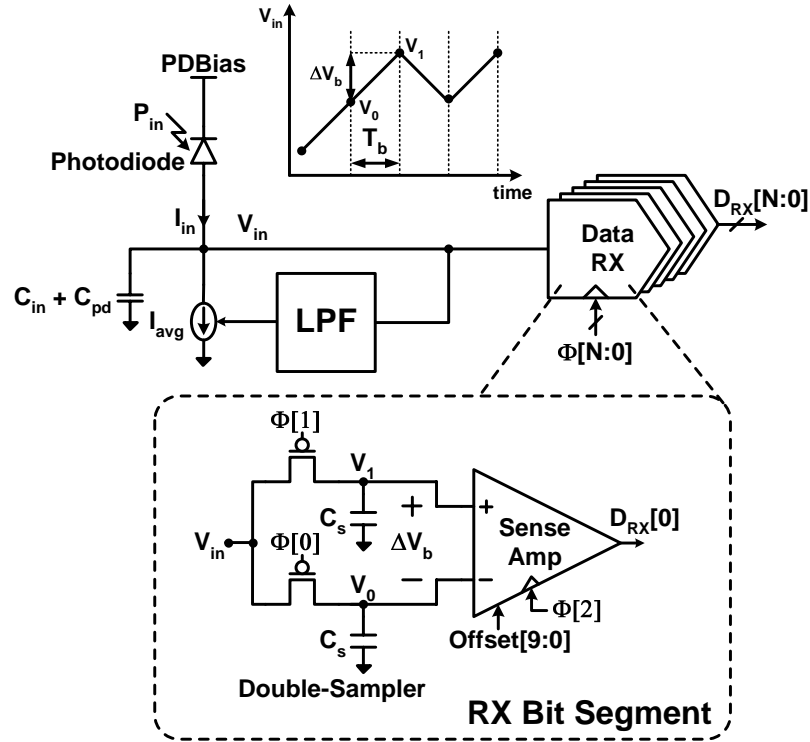 V_in
V_1
ΔV_b
V_0
T_b
time
PDBias
P_in
Photodiode
I_in
V_in
D_RX[N:0]
Data
RX
C_in + C_pd
I_avg
LPF
Φ[N:0]
Φ[1]
V_1
C_s
+
ΔV_b
−
+
−
Sense
Amp
D_RX[0]
V_in
Φ[0]
V_0
C_s
Φ[2]
Offset[9:0]
Double-Sampler
RX Bit Segment